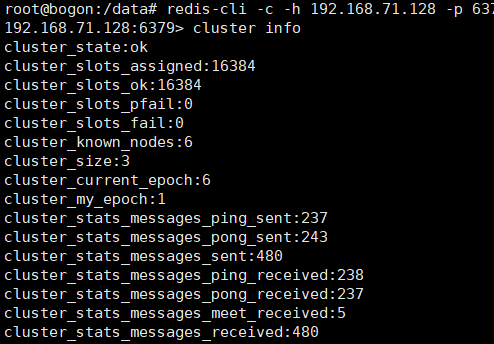 root@bogon:/data# redis-cli -c -h 192.168.71.128 -p 637
192.168.71.128:6379> cluster info
cluster_state:ok
cluster_slots_assigned:16384
cluster_slots_ok:16384
cluster_slots_pfail:0
cluster_slots_fail:0
cluster_known_nodes:6
cluster_size:3
cluster_current_epoch:6
cluster_my_epoch:1
cluster_stats_messages_ping_sent:237
cluster_stats_messages_pong_sent:243
cluster_stats_messages_sent:480
cluster_stats_messages_ping_received:238
cluster_stats_messages_pong_received:237
cluster_stats_messages_meet_received:5
cluster_stats_messages_received:480